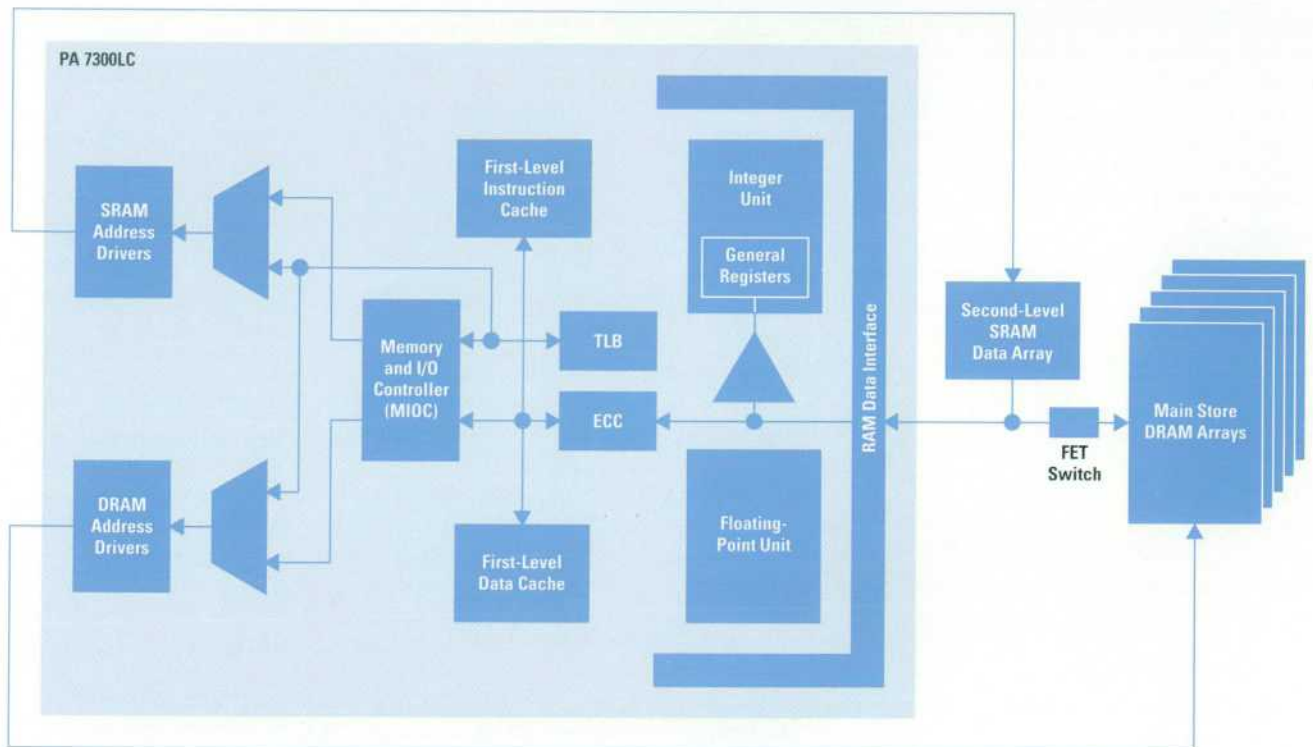 PA 7300LC
SRAM
Address
Drivers
DRAM
Address
Drivers
Memory
and I/O
Controller
(MIOC)
First-Level
Instruction
Cache
TLB
ECC
First-Level
Data Cache
Integer
Unit
General
Registers
Floating-
Point Unit
RAM Data Interface
Second-Level
SRAM
Data Array
FET
Switch
Main Store
DRAM Arrays